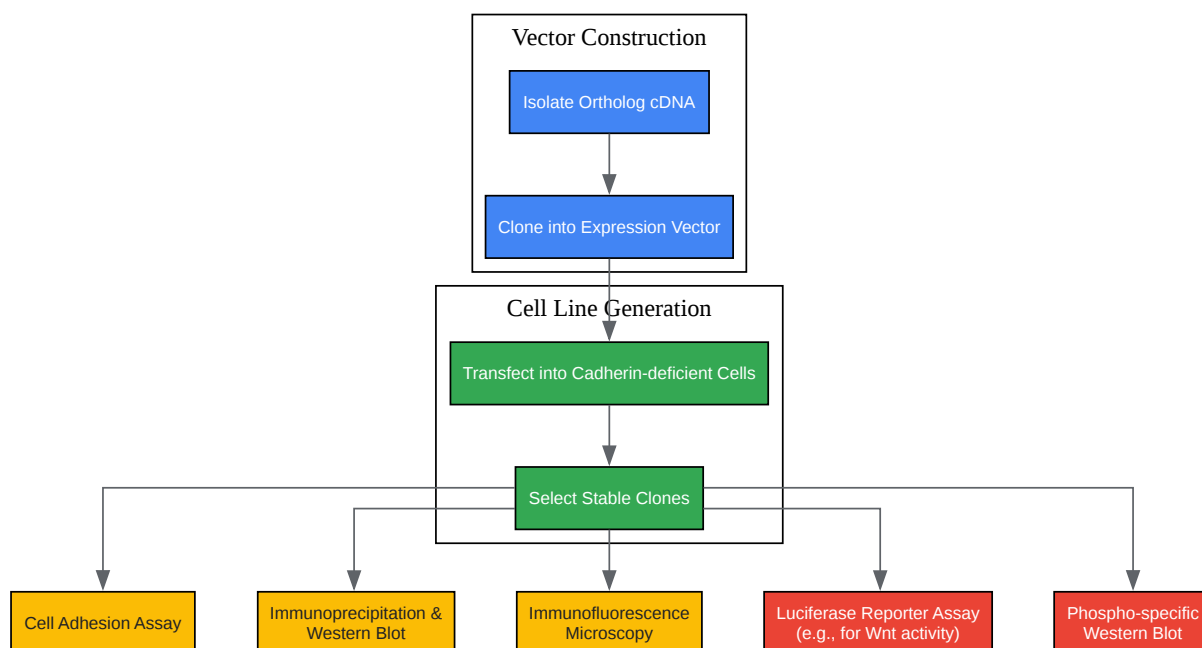 Vector Construction
Isolate Ortholog cDNA
Clone into Expression Vector
Cell Line Generation
Transfect into Cadherin-deficient Cells
Select Stable Clones
Cell Adhesion Assay
Immunoprecipitation &
Western Blot
Immunofluorescence
Microscopy
Luciferase Reporter Assay
(e.g., for Wnt activity)
Phospho-specific
Western Blot